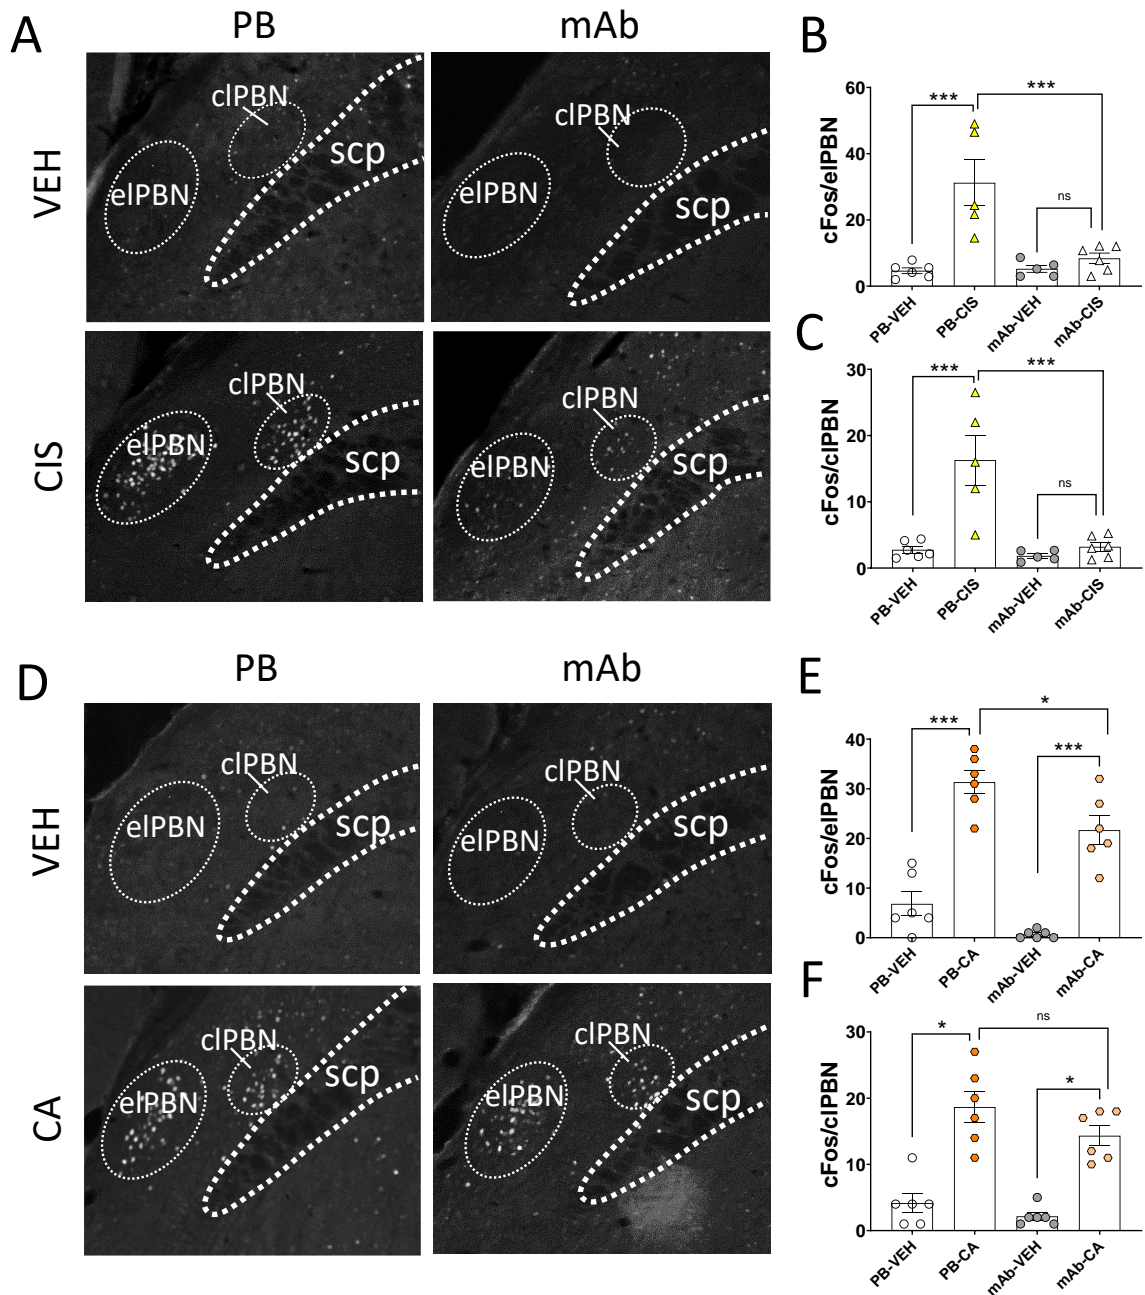 A
PB
mAb
VEH
clPBN
elPBN
scp
clPBN
elPBN
scp
CIS
clPBN
elPBN
scp
clPBN
elPBN
scp
B
cFos/elPBN
60
40
20
0
***
***
ns
PB-VEH
PB-CIS
mAb-VEH
mAb-CIS
C
cFos/clPBN
30
20
10
0
***
***
ns
PB-VEH
PB-CIS
mAb-VEH
mAb-CIS
D
PB
mAb
VEH
clPBN
elPBN
scp
clPBN
elPBN
scp
CA
clPBN
elPBN
scp
clPBN
elPBN
scp
E
cFos/elPBN
40
30
20
10
0
***
*
***
PB-VEH
PB-CA
mAb-VEH
mAb-CA
F
cFos/clPBN
30
20
10
0
*
ns
*
PB-VEH
PB-CA
mAb-VEH
mAb-CA